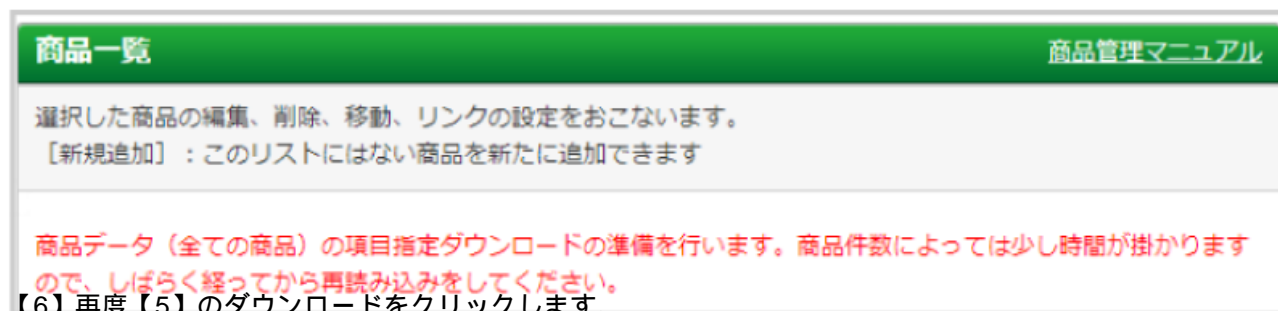 商品一覧
商品管理マニュアル
選択した商品の編集、削除、移動、リンクの設定をおこないます。
［新規追加］：このリストにはない商品を新たに追加できます
商品データ（全ての商品）の項目指定ダウンロードの準備を行います。商品件数によっては少し時間が掛かります
ので、しばらく経ってから再読み込みをしてください。
【6】再度【5】のダウンロードをクリックします